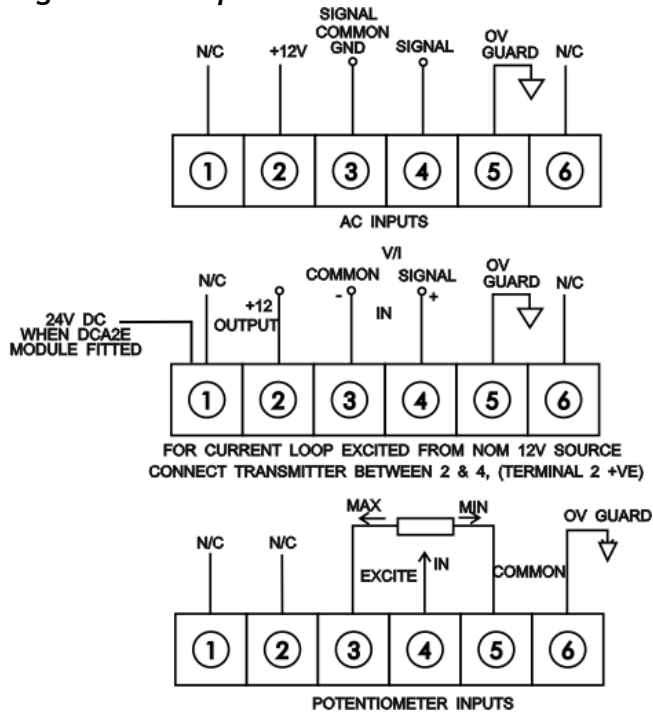 SIGNAL
COMMON
GND
N/C +12V SIGNAL OV GUARD N/C
1 2 3 4 5 6
AC INPUTS
V/I
N/C +12 OUTPUT COMMON - IN SIGNAL + OV GUARD N/C
24V DC
WHEN DCA2E
MODULE FITTED
1 2 3 4 5 6
FOR CURRENT LOOP EXCITED FROM NOM 12V SOURCE
CONNECT TRANSMITTER BETWEEN 2 & 4, (TERMINAL 2 +VE)
MAX MIN OV GUARD
N/C N/C EXCITE IN COMMON
1 2 3 4 5 6
POTENTIOMETER INPUTS